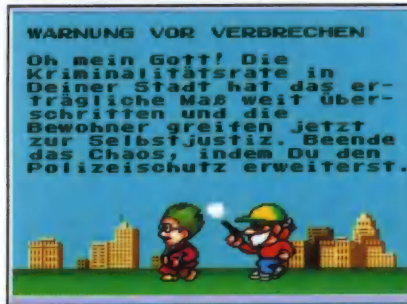 WARNUNG VOR VERBRECHEN
Oh mein Gott! Die
Kriminalitätsrate in
Deiner Stadt hat das er-
trägliche Maß weit über-
schritten und die
Bewohner greifen jetzt
zur Selbstjustiz. Beende
das Chaos, indem Du den
Polizeischutz erweiterst.